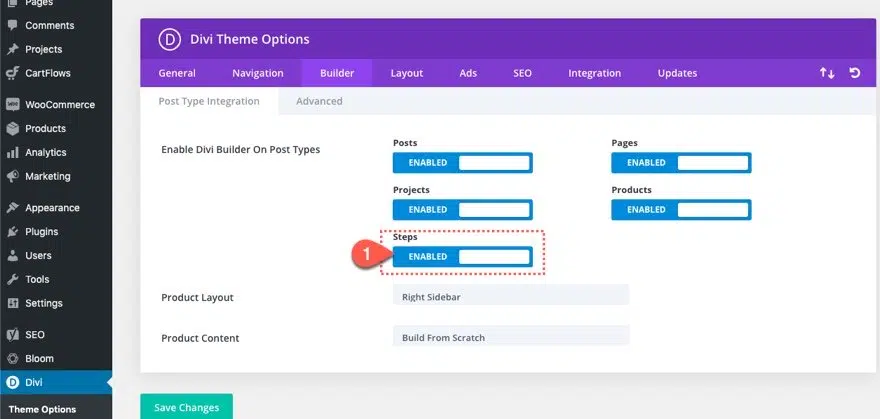 Pages
Comments
Projects
CartFlows
WooCommerce
Products
Analytics
Marketing
Appearance
Plugins
Users
Tools
Settings
SEO
Bloom
Divi
Theme Options
D Divi Theme Options
General Navigation Builder Layout Ads SEO Integration Updates
Post Type Integration Advanced
Enable Divi Builder On Post Types
Posts Pages
ENABLED ENABLED
Projects Products
ENABLED ENABLED
Steps
1 ENABLED
Product Layout Right Sidebar
Product Content Build From Scratch
Save Changes